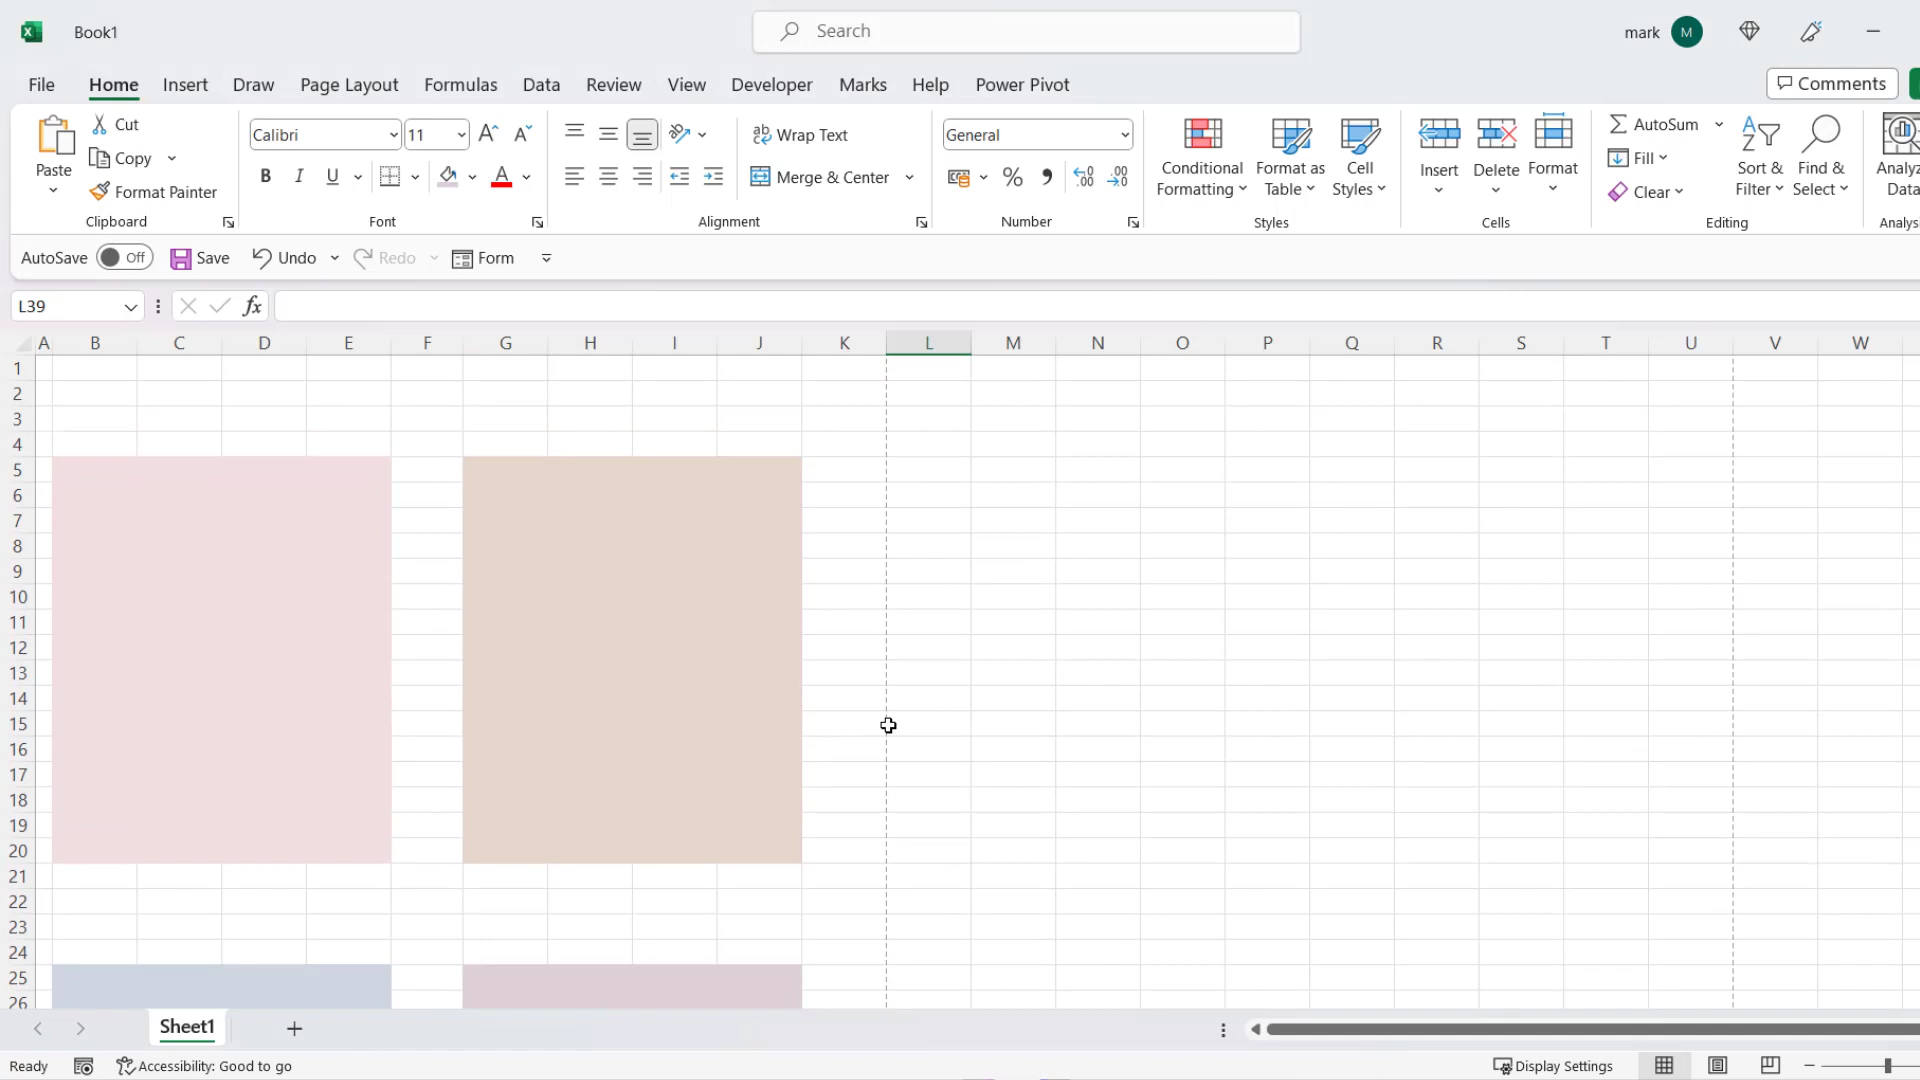 Book1
Search
mark M
File Home Insert Draw Page Layout Formulas Data Review View Developer Marks Help Power Pivot
Comments
Paste
Cut
Copy
Format Painter
Clipboard
Calibri 11
B I U
Font
Wrap Text
Merge & Center
Alignment
General
Number
Conditional Formatting
Format as Table
Cell Styles
Styles
Insert Delete Format
Cells
AutoSum
Fill
Clear
Sort & Filter
Find & Select
Editing
AutoSave Off Save Undo Redo Form
L39 fx
A B C D E F G H I J K L M N O P Q R S T U V W
1
2
3
4
5
6
7
8
9
10
11
12
13
14
15
16
17
18
19
20
21
22
23
24
25
26
Sheet1
Ready Accessibility: Good to go Display Settings